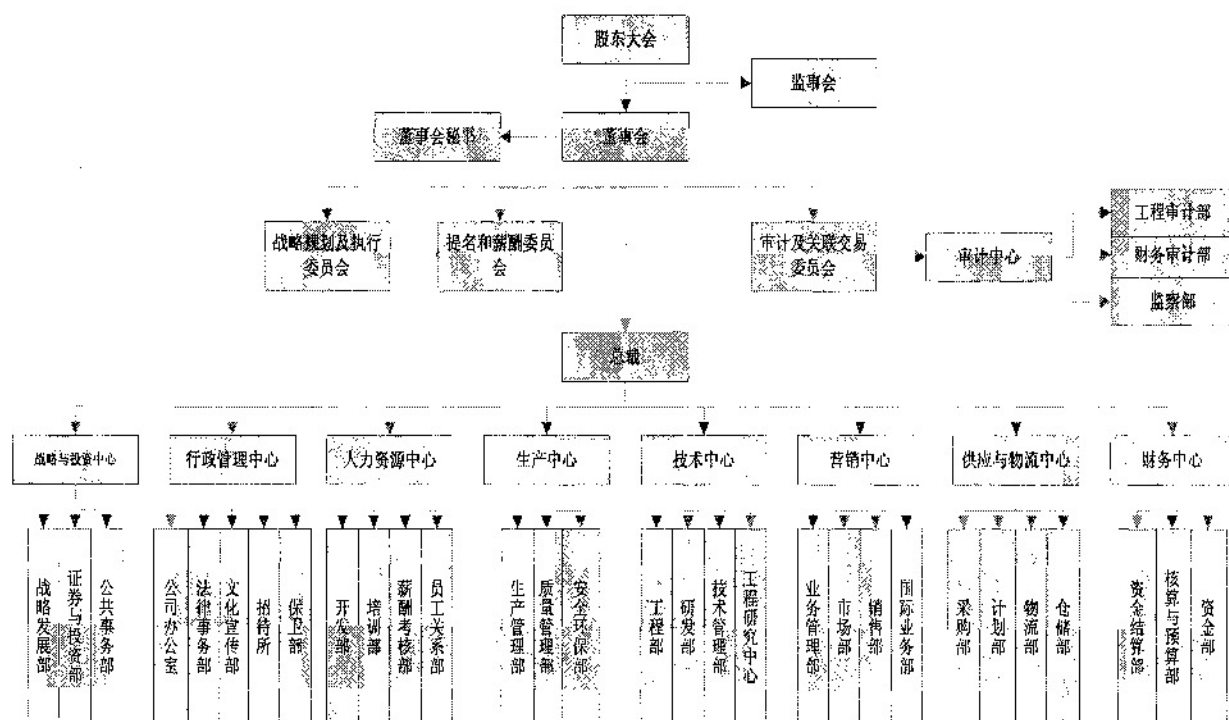 股东大会
监事会
董事会秘书
董事会
战略规划及执行
委员会
提名和薪酬委员
会
审计及关联交易
委员会
审计中心
工程审计部
财务审计部
监察部
总裁
战略与投资中心
行政管理中心
人力资源中心
生产中心
技术中心
营销中心
供应与物流中心
财务中心
战略发展部
证券与投资部
公共事务部
公司办公室
法律事务部
文化宣传部
招待所
保卫部
开发部
培训部
薪酬考核部
员工关系部
生产管理部
质量管理部
安全环保部
工程部
研发部
技术管理部
工程研究中心
业务管理部
市场部
销售部
国际业务部
采购部
计划部
物流部
仓储部
资金结算部
核算与预算部
资金部